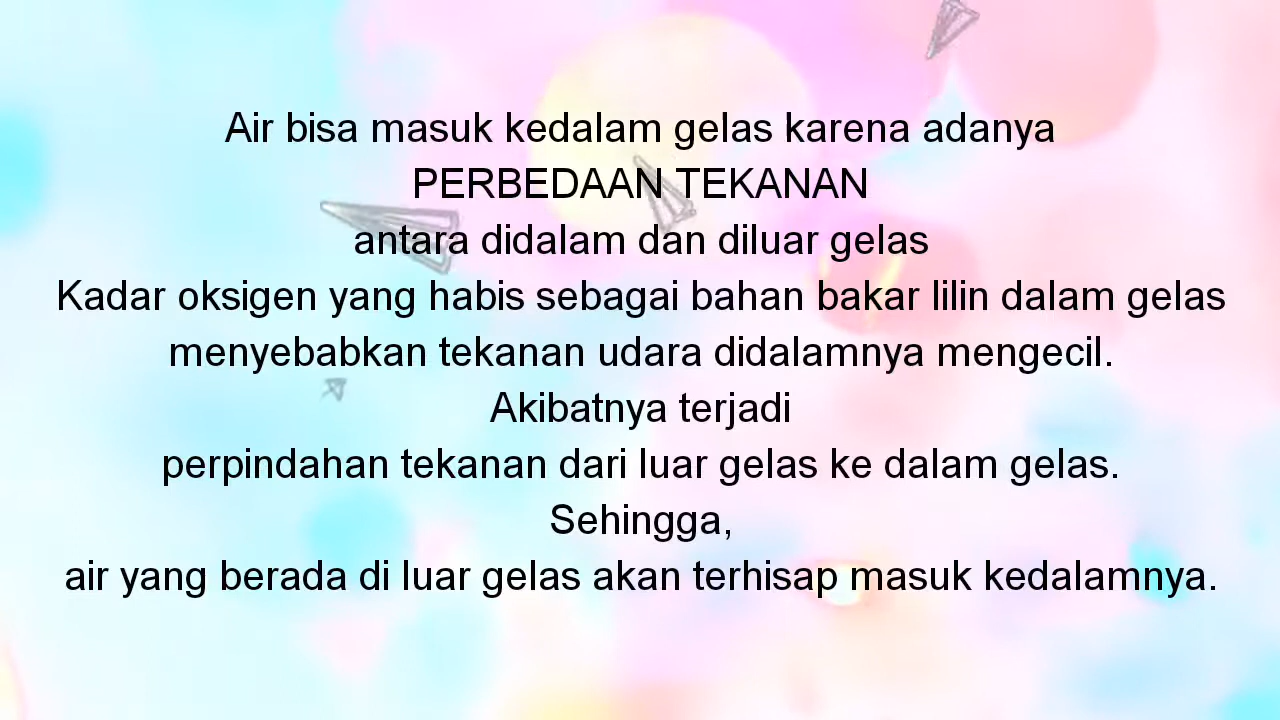 Air bisa masuk kedalam gelas karena adanya
PERBEDAAN TEKANAN
antara didalam dan diluar gelas
Kadar oksigen yang habis sebagai bahan bakar lilin dalam gelas
menyebabkan tekanan udara didalamnya mengecil.
Akibatnya terjadi
perpindahan tekanan dari luar gelas ke dalam gelas.
Sehingga,
air yang berada di luar gelas akan terhisap masuk kedalamnya.